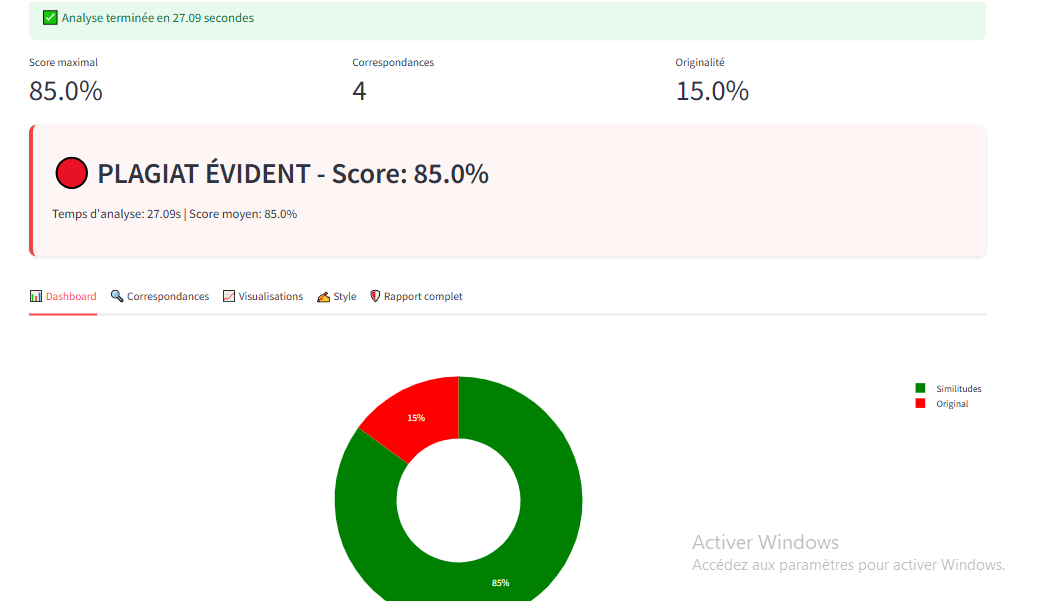 ✅ Analyse terminée en 27.09 secondes
Score maximal
85.0%
Correspondances
4
Originalité
15.0%
🔴 PLAGIAT ÉVIDENT - Score: 85.0%
Temps d'analyse: 27.09s | Score moyen: 85.0%
📊 Dashboard 🔍 Correspondances 📈 Visualisations ✍️ Style 🛡️ Rapport complet
Similitudes
Original
15%
85%
Activer Windows
Accédez aux paramètres pour activer Windows.